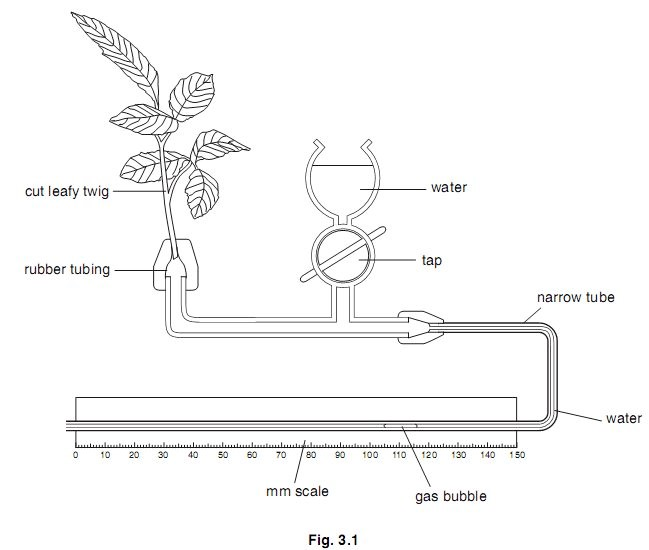 cut leafy twig
water
rubber tubing
tap
narrow tube
water
0 10 20 30 40 50 60 70 80 90 100 110 120 130 140 150
mm scale
gas bubble
Fig. 3.1